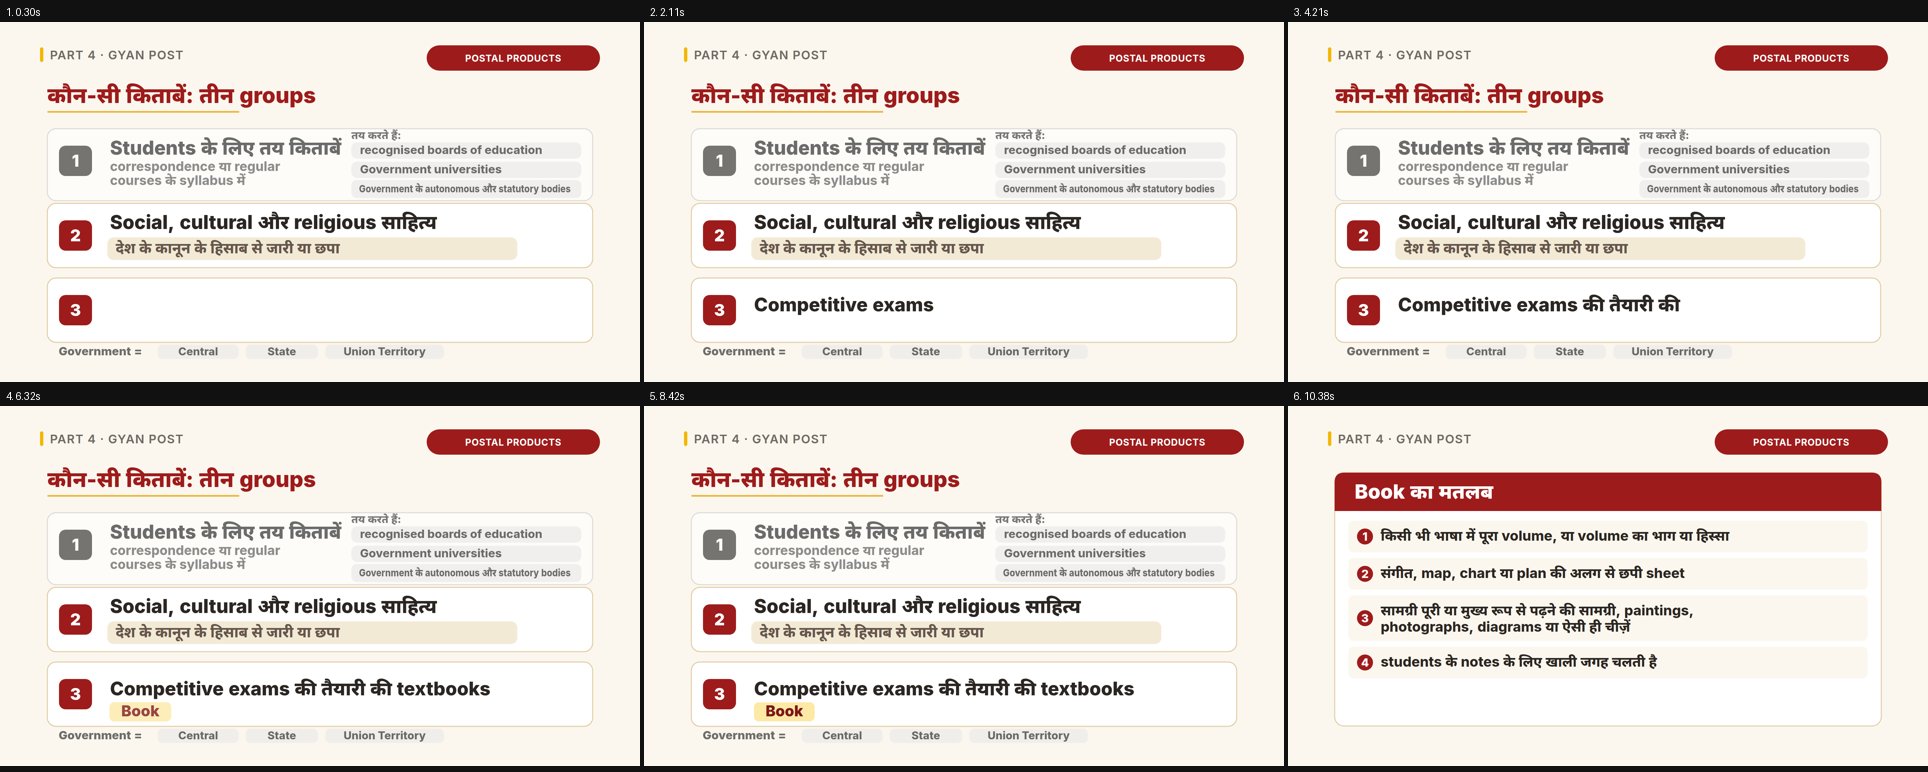 1. 0.30s
PART 4 · GYAN POST
POSTAL PRODUCTS
कौन-सी किताबें: तीन groups
1
Students के लिए तय किताबें
correspondence या regular
courses के syllabus में
तय करते हैं:
recognised boards of education
Government universities
Government के autonomous और statutory bodies
2
Social, cultural और religious साहित्य
देश के कानून के हिसाब से जारी या छपा
3
Government =
Central
State
Union Territory
2. 2.11s
PART 4 · GYAN POST
POSTAL PRODUCTS
कौन-सी किताबें: तीन groups
1
Students के लिए तय किताबें
correspondence या regular
courses के syllabus में
तय करते हैं:
recognised boards of education
Government universities
Government के autonomous और statutory bodies
2
Social, cultural और religious साहित्य
देश के कानून के हिसाब से जारी या छपा
3
Competitive exams
Government =
Central
State
Union Territory
3. 4.21s
PART 4 · GYAN POST
POSTAL PRODUCTS
कौन-सी किताबें: तीन groups
1
Students के लिए तय किताबें
correspondence या regular
courses के syllabus में
तय करते हैं:
recognised boards of education
Government universities
Government के autonomous और statutory bodies
2
Social, cultural और religious साहित्य
देश के कानून के हिसाब से जारी या छपा
3
Competitive exams की तैयारी की
Government =
Central
State
Union Territory
4. 6.32s
PART 4 · GYAN POST
POSTAL PRODUCTS
कौन-सी किताबें: तीन groups
1
Students के लिए तय किताबें
correspondence या regular
courses के syllabus में
तय करते हैं:
recognised boards of education
Government universities
Government के autonomous और statutory bodies
2
Social, cultural और religious साहित्य
देश के कानून के हिसाब से जारी या छपा
3
Competitive exams की तैयारी की textbooks
Book
Government =
Central
State
Union Territory
5. 8.42s
PART 4 · GYAN POST
POSTAL PRODUCTS
कौन-सी किताबें: तीन groups
1
Students के लिए तय किताबें
correspondence या regular
courses के syllabus में
तय करते हैं:
recognised boards of education
Government universities
Government के autonomous और statutory bodies
2
Social, cultural और religious साहित्य
देश के कानून के हिसाब से जारी या छपा
3
Competitive exams की तैयारी की textbooks
Book
Government =
Central
State
Union Territory
6. 10.38s
PART 4 · GYAN POST
POSTAL PRODUCTS
Book का मतलब
1 किसी भी भाषा में पूरा volume, या volume का भाग या हिस्सा
2 संगीत, map, chart या plan की अलग से छपी sheet
3 सामग्री पूरी या मुख्य रूप से पढ़ने की सामग्री, paintings,
photographs, diagrams या ऐसी ही चीज़ें
4 students के notes के लिए खाली जगह चलती है